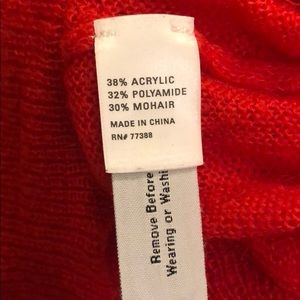 38% ACRYLIC
32% POLYAMIDE
30% MOHAIR
MADE IN CHINA
RN# 77388
Remove Before
Wearing or Washi